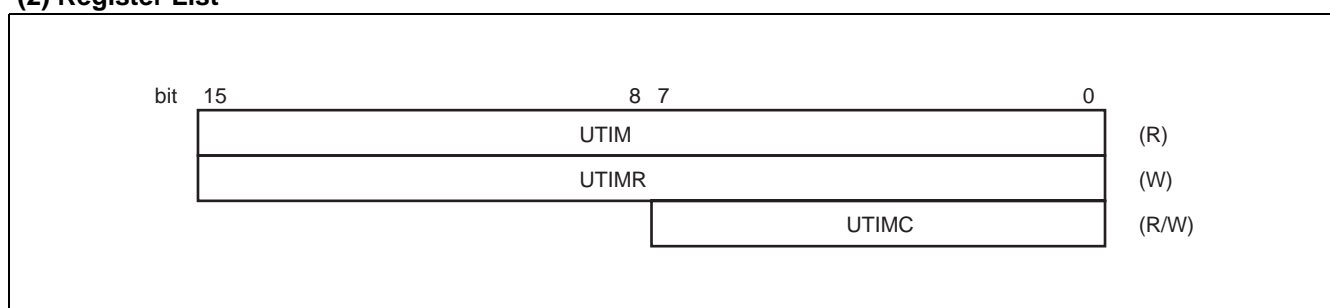 (2) Register List
bit 15 8 7 0
UTIM (R)
UTIMR (W)
UTIMC (R/W)